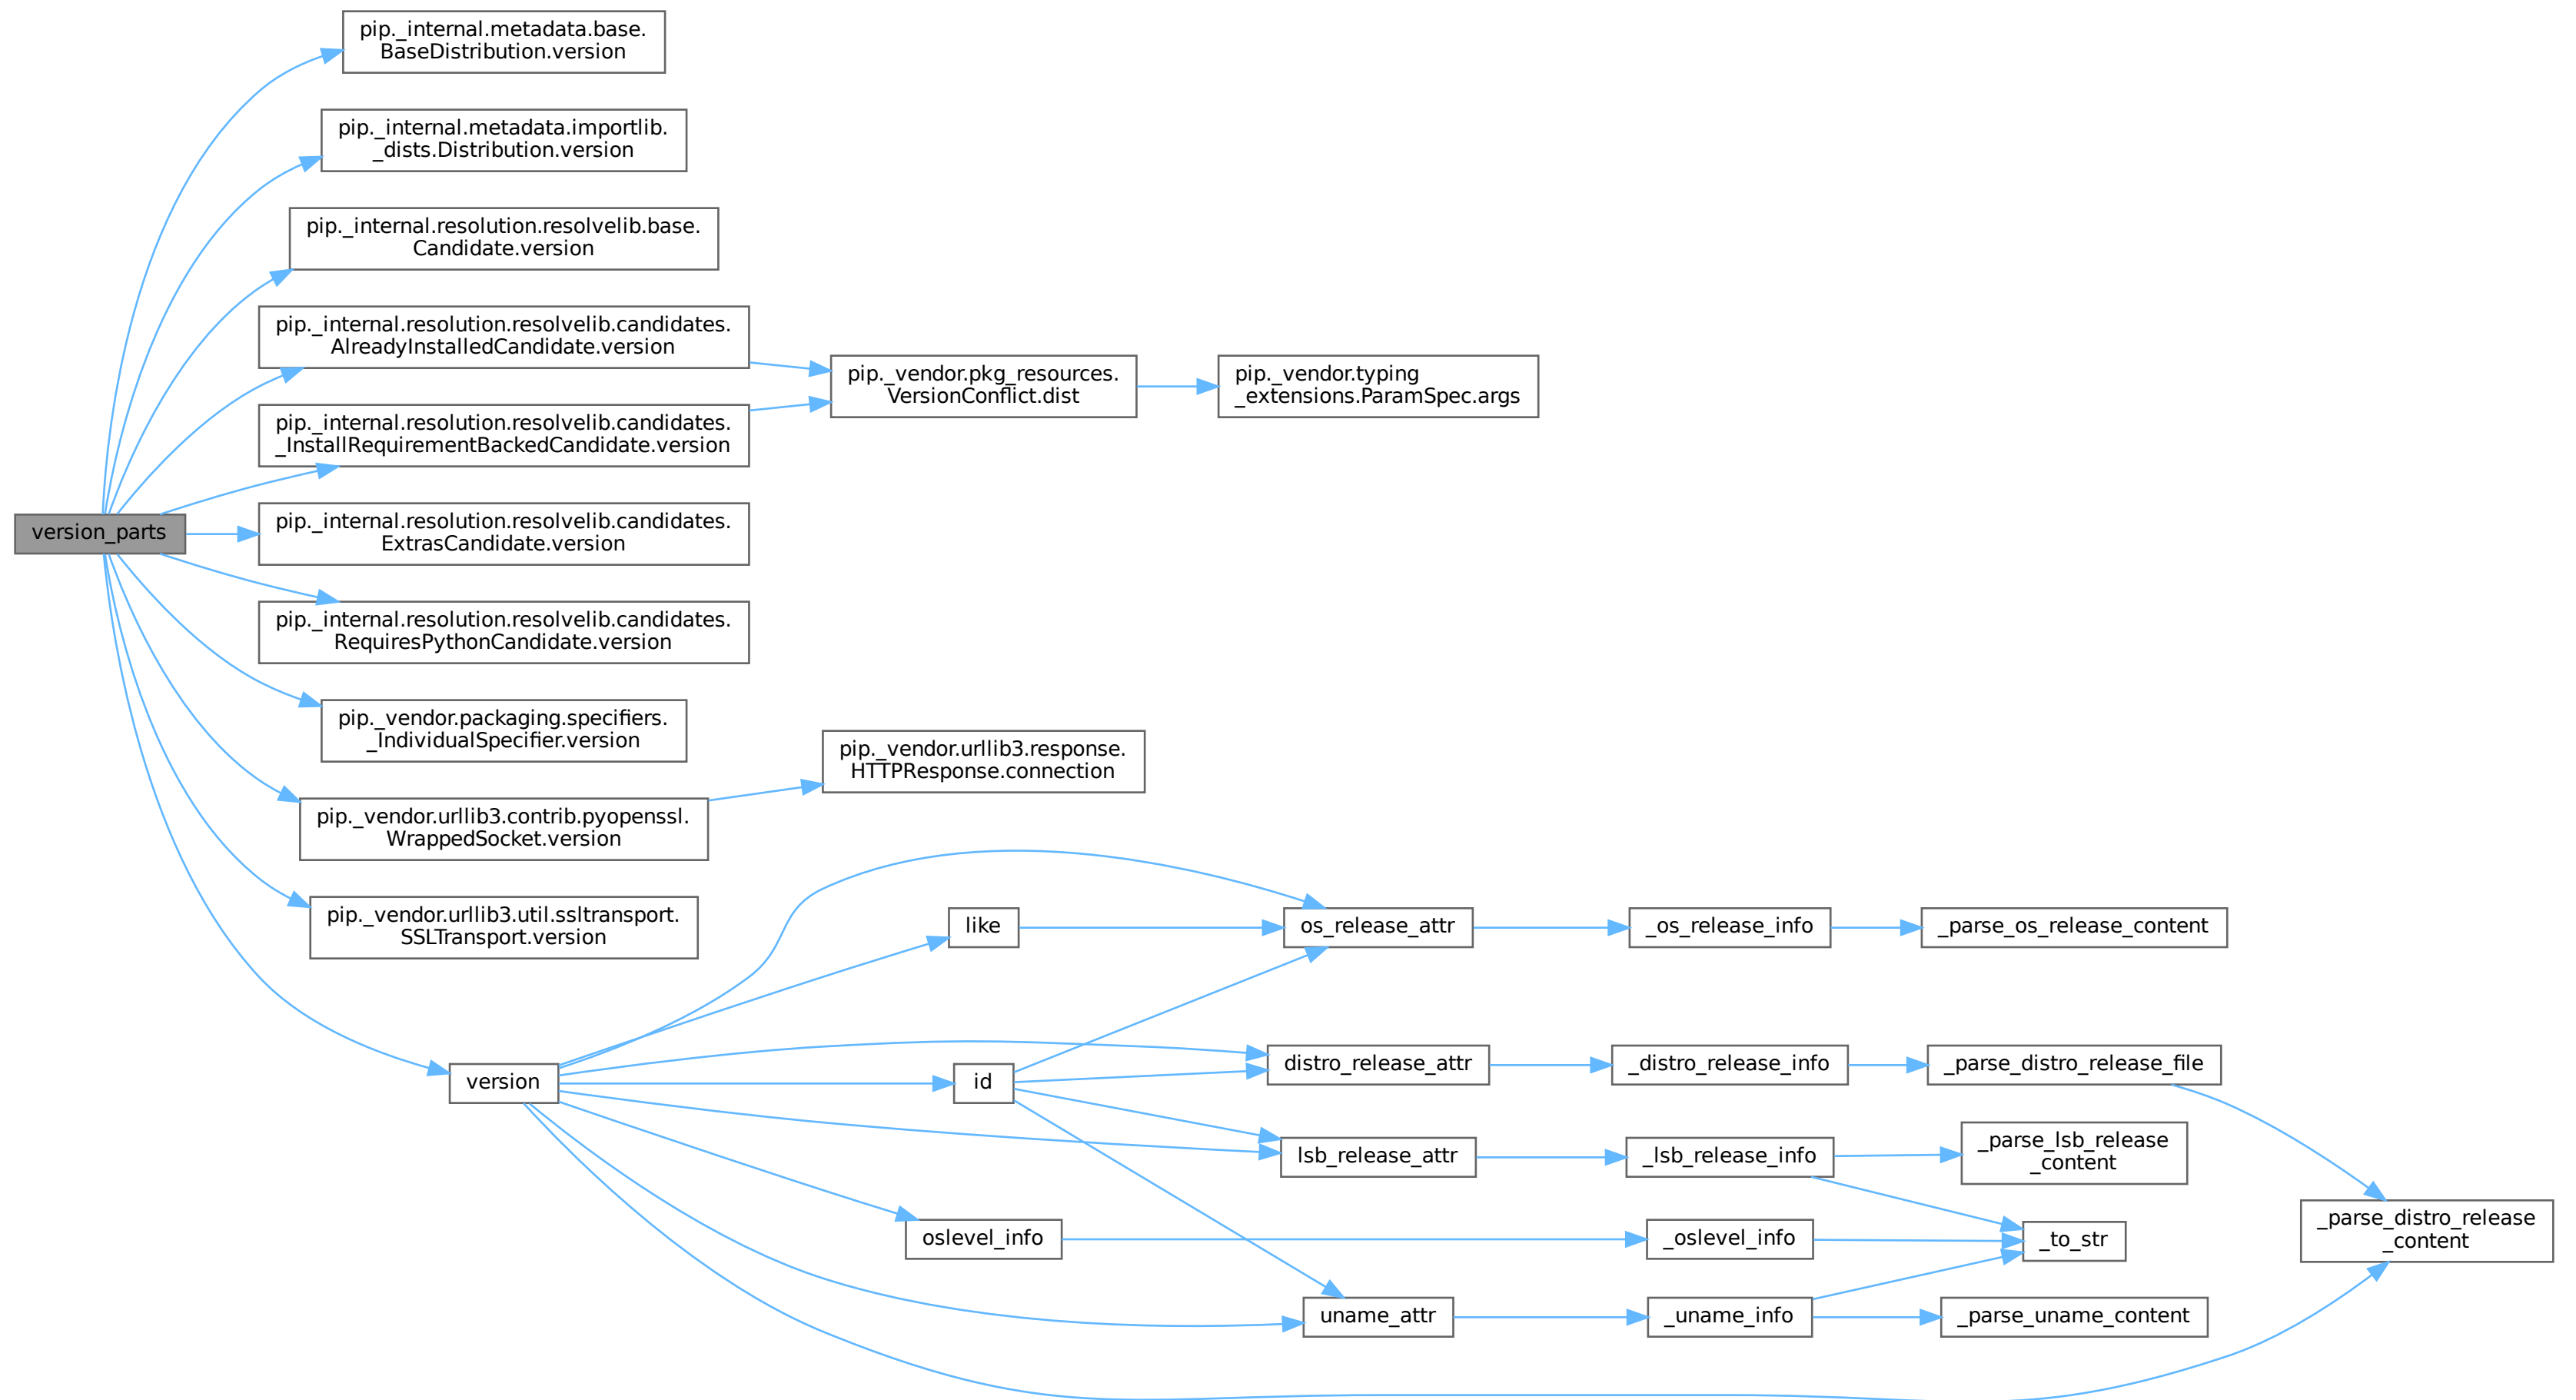 pip._internal.metadata.base.
BaseDistribution.version
pip._internal.metadata.importlib.
_dists.Distribution.version
pip._internal.resolution.resolvelib.base.
Candidate.version
pip._internal.resolution.resolvelib.candidates.
AlreadyInstalledCandidate.version
pip._vendor.pkg_resources.
VersionConflict.dist
pip._vendor.typing
_extensions.ParamSpec.args
pip._internal.resolution.resolvelib.candidates.
_InstallRequirementBackedCandidate.version
version_parts
pip._internal.resolution.resolvelib.candidates.
ExtrasCandidate.version
pip._internal.resolution.resolvelib.candidates.
RequiresPythonCandidate.version
pip._vendor.packaging.specifiers.
_IndividualSpecifier.version
pip._vendor.urllib3.response.
HTTPResponse.connection
pip._vendor.urllib3.contrib.pyopenssl.
WrappedSocket.version
pip._vendor.urllib3.util.ssltransport.
SSLTransport.version
like
os_release_attr
_os_release_info
_parse_os_release_content
version
id
distro_release_attr
_distro_release_info
_parse_distro_release_file
lsb_release_attr
_lsb_release_info
_parse_lsb_release
_content
oslevel_info
_oslevel_info
_to_str
_parse_distro_release
_content
uname_attr
_uname_info
_parse_uname_content